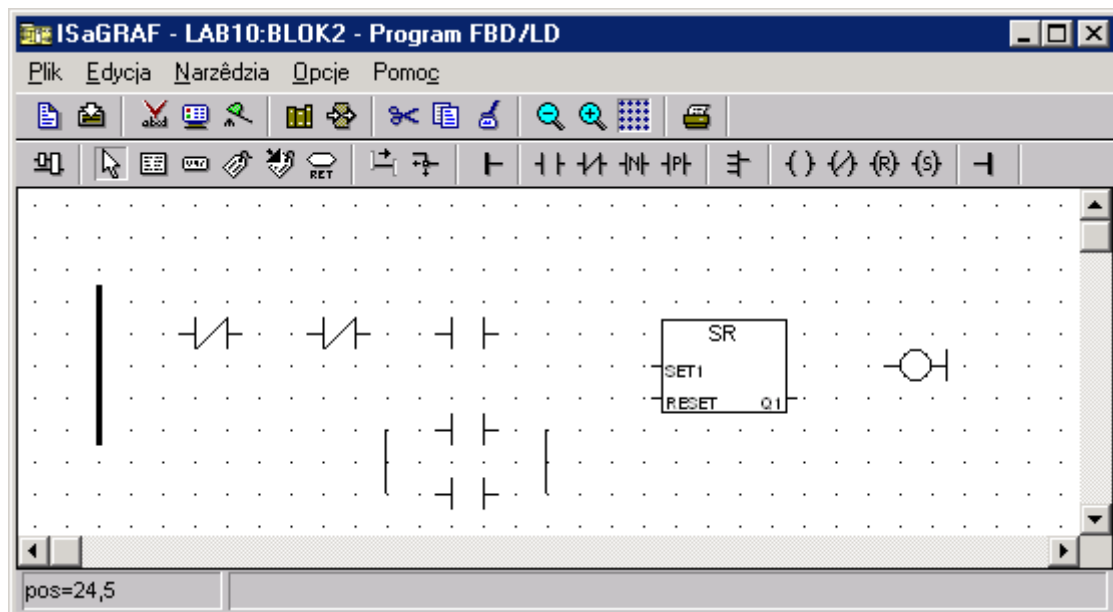 ISaGRAF - LAB10:BLOK2 - Program FBD/LD
Plik Edycja Narzêdzia Opcje Pomoc
abcd
RET
N P R S
SR
SET1
RESET Q1
pos=24,5